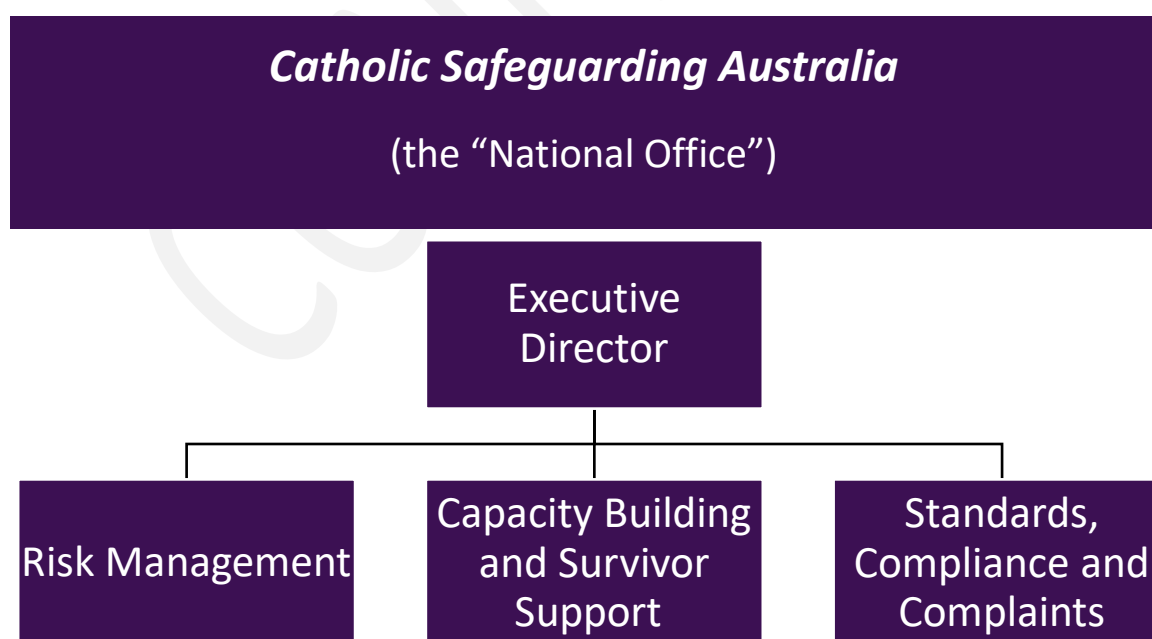 Catholic Safeguarding Australia
(the “National Office”)
Executive
Director
Risk Management
Capacity Building
and Survivor
Support
Standards,
Compliance and
Complaints